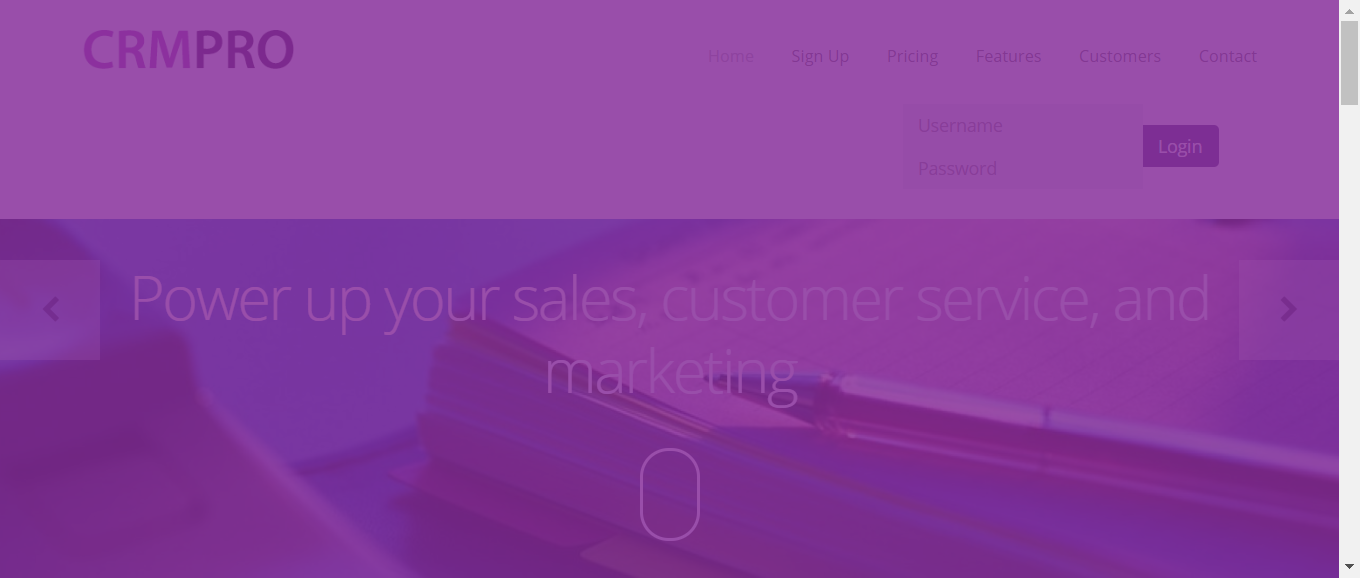 CRMPRO
Home Sign Up Pricing Features Customers Contact
Username
Login
Password
Power up your sales, customer service, and
marketing